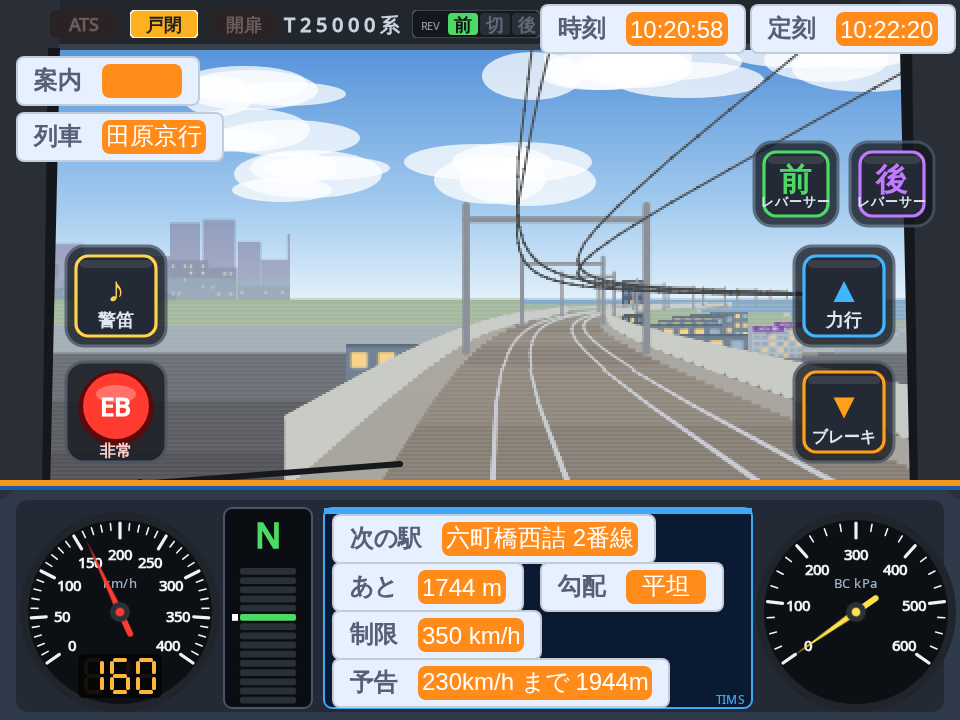 ATS 戸閉 開扉 T25000系 REV 前 切 後
時刻 10:20:58
定刻 10:22:20
案内
列車 田原京行
前 レバーサー
後 レバーサー
♪ 警笛
▲ 力行
EB 非常
▼ ブレーキ
0 50 100 150 200 250 300 350 400
km/h
160
N
次の駅 六町橋西詰 2番線
あと 1744 m
勾配 平坦
制限 350 km/h
予告 230km/h まで 1944m
TIMS
0 100 200 300 400 500 600
BC kPa